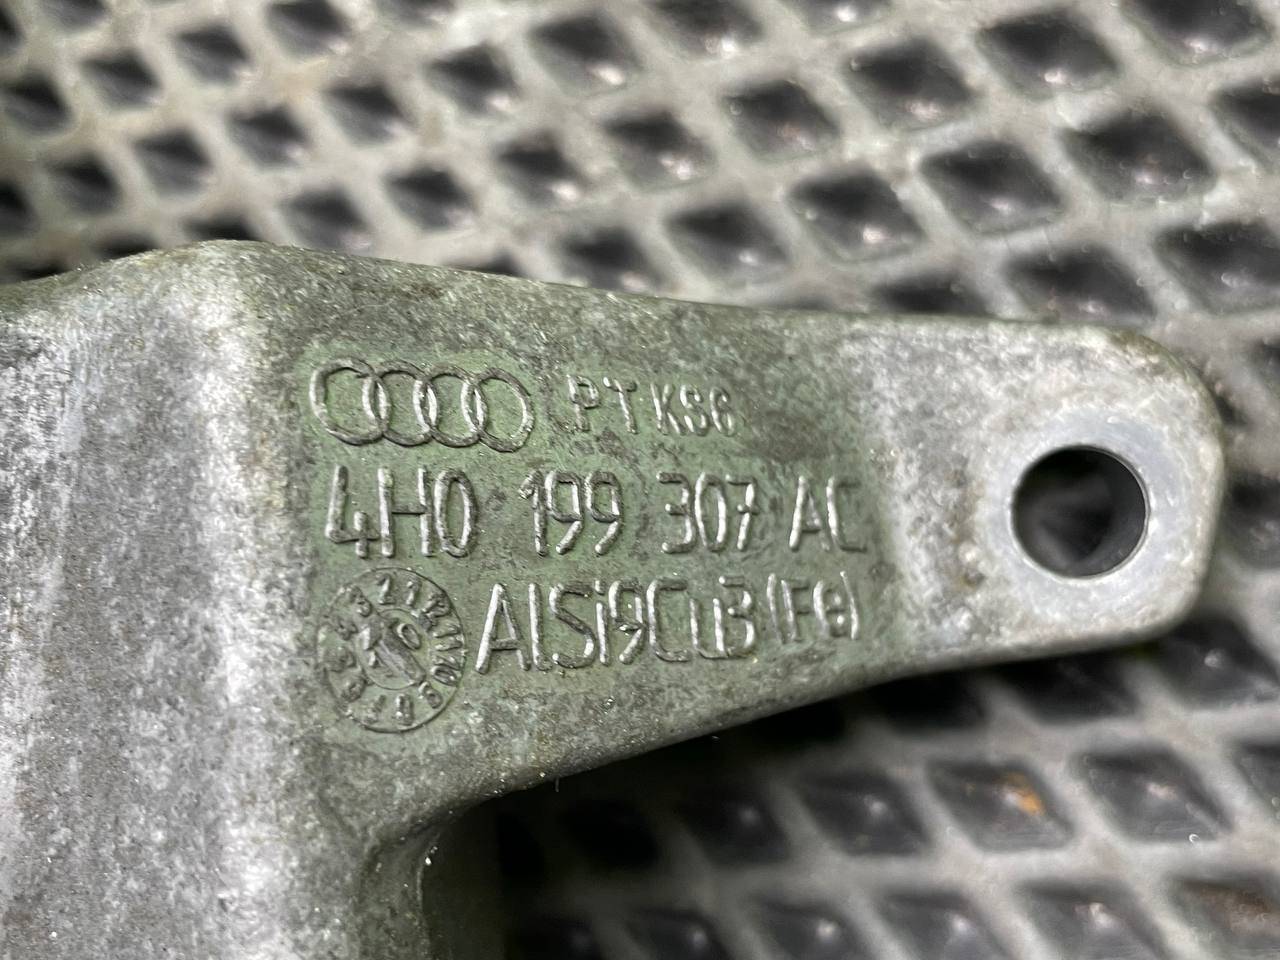 PT KS6
4H0 199 307 AC
AlSi9Cu3(Fe)